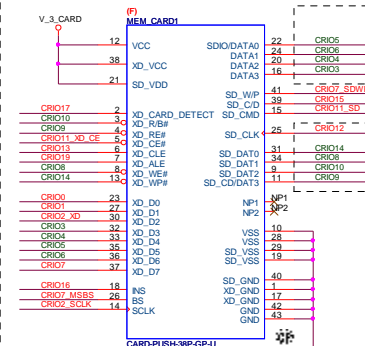 (F)
V_3_CARD
MEM_CARD1
12 VCC
38 XD_VCC
21 SD_VDD
SDIO/DATA0 22 CRIO5
DATA1 24 CRIO6
DATA2 20 CRIO4
DATA3 16 CRIO3
SD_W/P 41 CRIO7_SDW
SD_C/D 39 CRIO15
SD_CMD 15 CRIO11_SD
SD_CLK 25 CRIO12
CRIO17 2 XD_CARD_DETECT
CRIO10 3 XD_R/B#
CRIO9 4 XD_RE#
CRIO11_XD_CE 5 XD_CE#
CRIO13 6 XD_CLE
CRIO19 7 XD_ALE
CRIO8 8 XD_WE#
CRIO14 13 XD_WP#
SD_DAT0 31 CRIO14
SD_DAT1 34 CRIO8
SD_DAT2 9 CRIO10
SD_CD/DAT3 11 CRIO9
CRIO0 23 XD_D0
CRIO1 27 XD_D1
CRIO2_XD 30 XD_D2
CRIO3 32 XD_D3
CRIO4 33 XD_D4
CRIO5 35 XD_D5
CRIO6 36 XD_D6
CRIO7 37 XD_D7
NP1 NP1
NP2 NP2
VSS 10
VSS 28
SD_VSS 29
SD_VSS 19
CRIO16 18 INS
CRIO7_MSBS 26 BS
CRIO2_SCLK 14 SCLK
SD_GND 40
XD_GND 1
XD_GND 17
GND 42
GND 43
CARD-PUSH-38P-GP-U